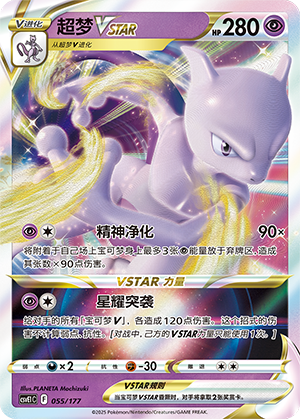 V进化
超梦VSTAR
HP 280
从超梦V进化
精神净化 90×
将附着于自己场上宝可梦身上最多3张能量放于弃牌区,造成
其张数×90点伤害。
VSTAR力量
星耀突袭
给对手的所有「宝可梦V」,各造成120点伤害。这个招式的伤
害不计算弱点、抗性。[对战中,己方的VSTAR力量只能使用1次。]
弱点 ×2 抗性 -30 撤退
Illus.PLANETA Mochizuki
VSTAR规则
当宝可梦VSTAR昏厥时,对手将拿取2张奖赏卡。
F 055/177
©2025 Pokémon/Nintendo/Creatures/GAME FREAK.